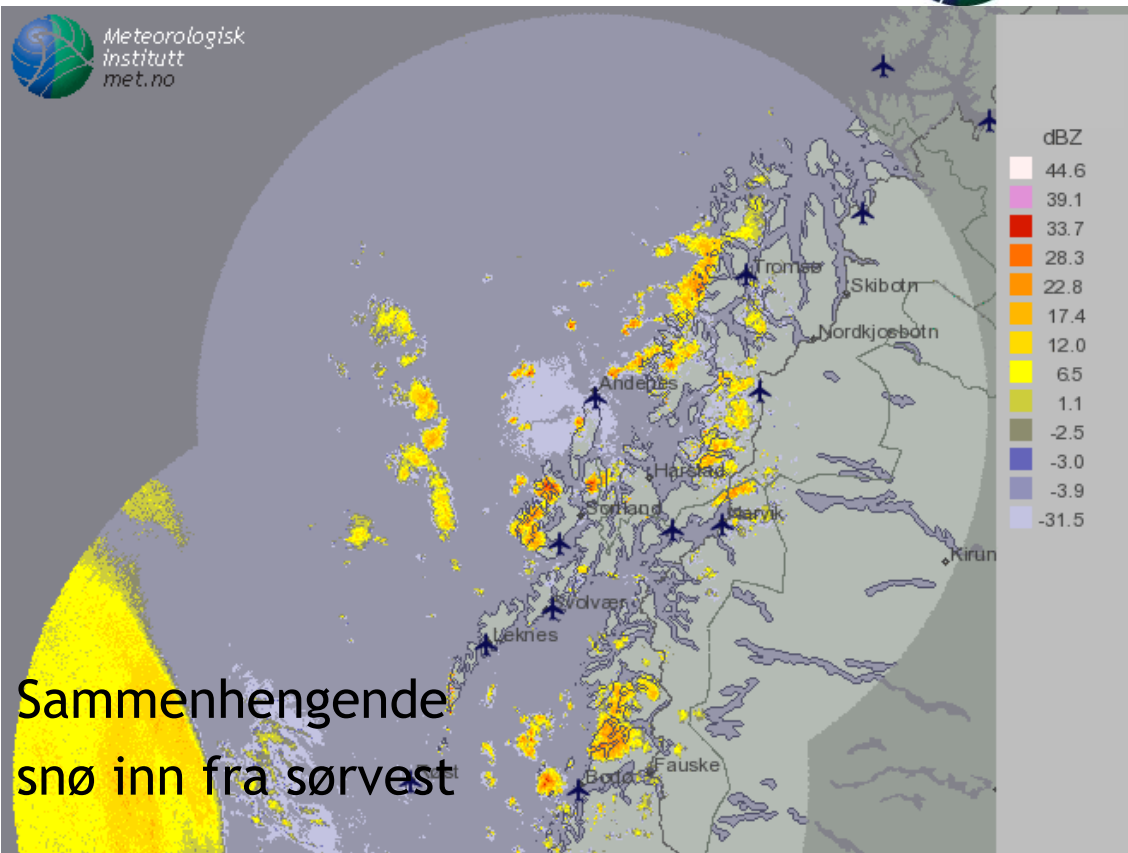 Meteorologisk
institutt
met.no
dBZ
44.6
39.1
33.7
28.3
22.8
17.4
12.0
6.5
1.1
-2.5
-3.0
-3.9
-31.5
Tromsø
Skibotn
Nordkjosbotn
Andenes
Harstad
Sortland
Narvik
Kirun
Svolvær
Leknes
Sammenhengende
snø inn fra sørvest
Røst
Bodø
Fauske